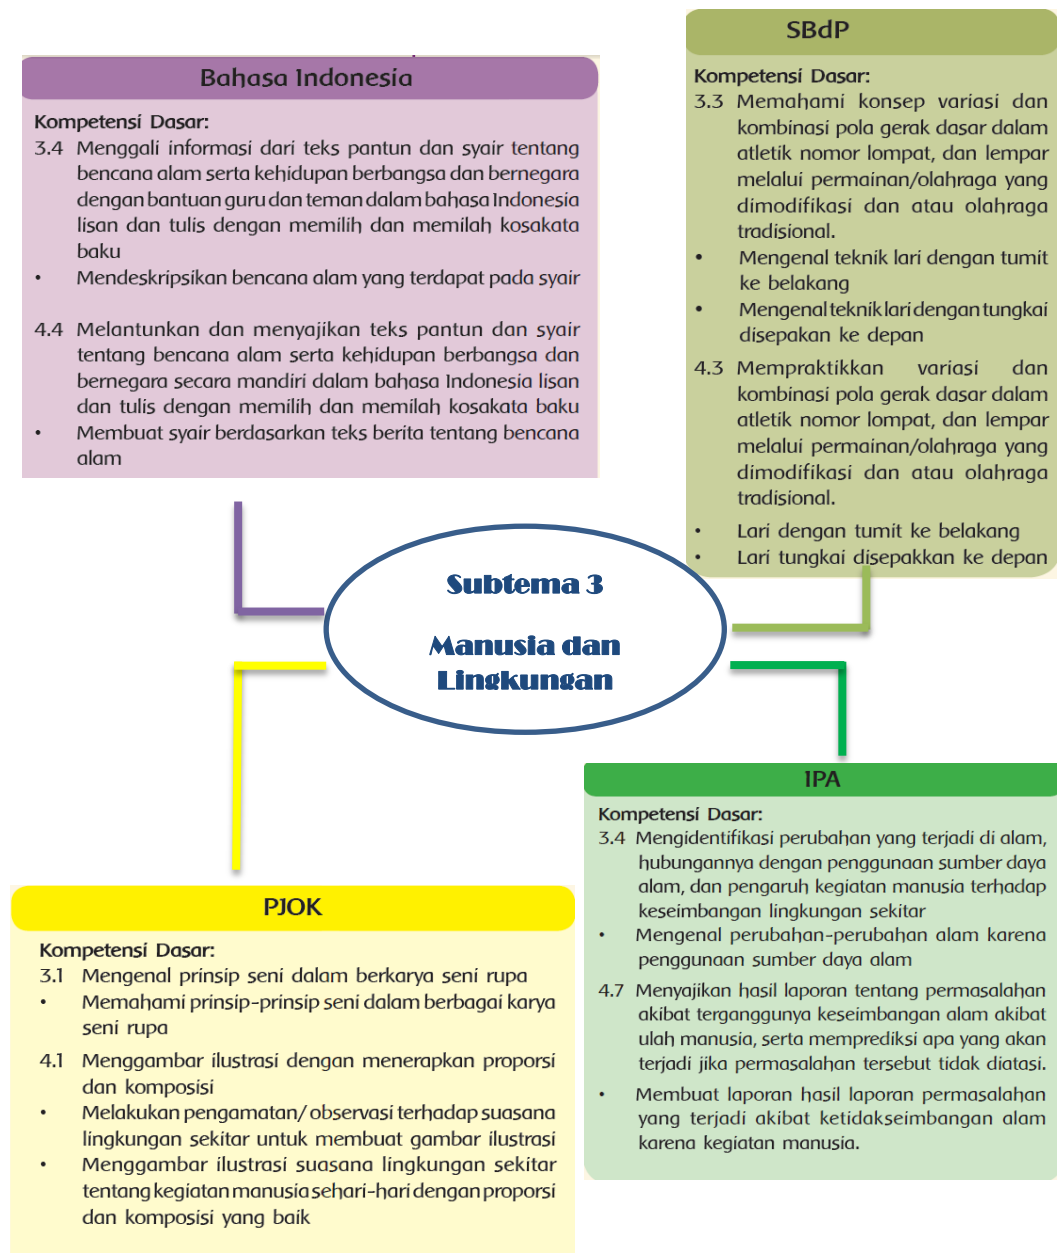 Bahasa Indonesia
Kompetensi Dasar:
3.4 Menggali informasi dari teks pantun dan syair tentang
bencana alam serta kehidupan berbangsa dan bernegara
dengan bantuan guru dan teman dalam bahasa Indonesia
lisan dan tulis dengan memilih dan memilah kosakata
baku
• Mendeskripsikan bencana alam yang terdapat pada syair
4.4 Melantunkan dan menyajikan teks pantun dan syair
tentang bencana alam serta kehidupan berbangsa dan
bernegara secara mandiri dalam bahasa Indonesia lisan
dan tulis dengan memilih dan memilah kosakata baku
• Membuat syair berdasarkan teks berita tentang bencana
alam
SBdP
Kompetensi Dasar:
3.3 Memahami konsep variasi dan
kombinasi pola gerak dasar dalam
atletik nomor lompat, dan lempar
melalui permainan/olahraga yang
dimodifikasi dan atau olahraga
tradisional.
• Mengenal teknik lari dengan tumit
ke belakang
• Mengenal teknik lari dengan tungkai
disepakan ke depan
4.3 Mempraktikkan variasi dan
kombinasi pola gerak dasar dalam
atletik nomor lompat, dan lempar
melalui permainan/olahraga yang
dimodifikasi dan atau olahraga
tradisional.
• Lari dengan tumit ke belakang
• Lari tungkai disepakkan ke depan
Subtema 3
Manusia dan
Lingkungan
PJOK
Kompetensi Dasar:
3.1 Mengenal prinsip seni dalam berkarya seni rupa
• Memahami prinsip-prinsip seni dalam berbagai karya
seni rupa
4.1 Menggambar ilustrasi dengan menerapkan proporsi
dan komposisi
• Melakukan pengamatan/ observasi terhadap suasana
lingkungan sekitar untuk membuat gambar ilustrasi
• Menggambar ilustrasi suasana lingkungan sekitar
tentang kegiatan manusia sehari-hari dengan proporsi
dan komposisi yang baik
IPA
Kompetensi Dasar:
3.4 Mengidentifikasi perubahan yang terjadi di alam,
hubungannya dengan penggunaan sumber daya
alam, dan pengaruh kegiatan manusia terhadap
keseimbangan lingkungan sekitar
• Mengenal perubahan-perubahan alam karena
penggunaan sumber daya alam
4.7 Menyajikan hasil laporan tentang permasalahan
akibat terganggunya keseimbangan alam akibat
ulah manusia, serta memprediksi apa yang akan
terjadi jika permasalahan tersebut tidak diatasi.
• Membuat laporan hasil laporan permasalahan
yang terjadi akibat ketidakseimbangan alam
karena kegiatan manusia.